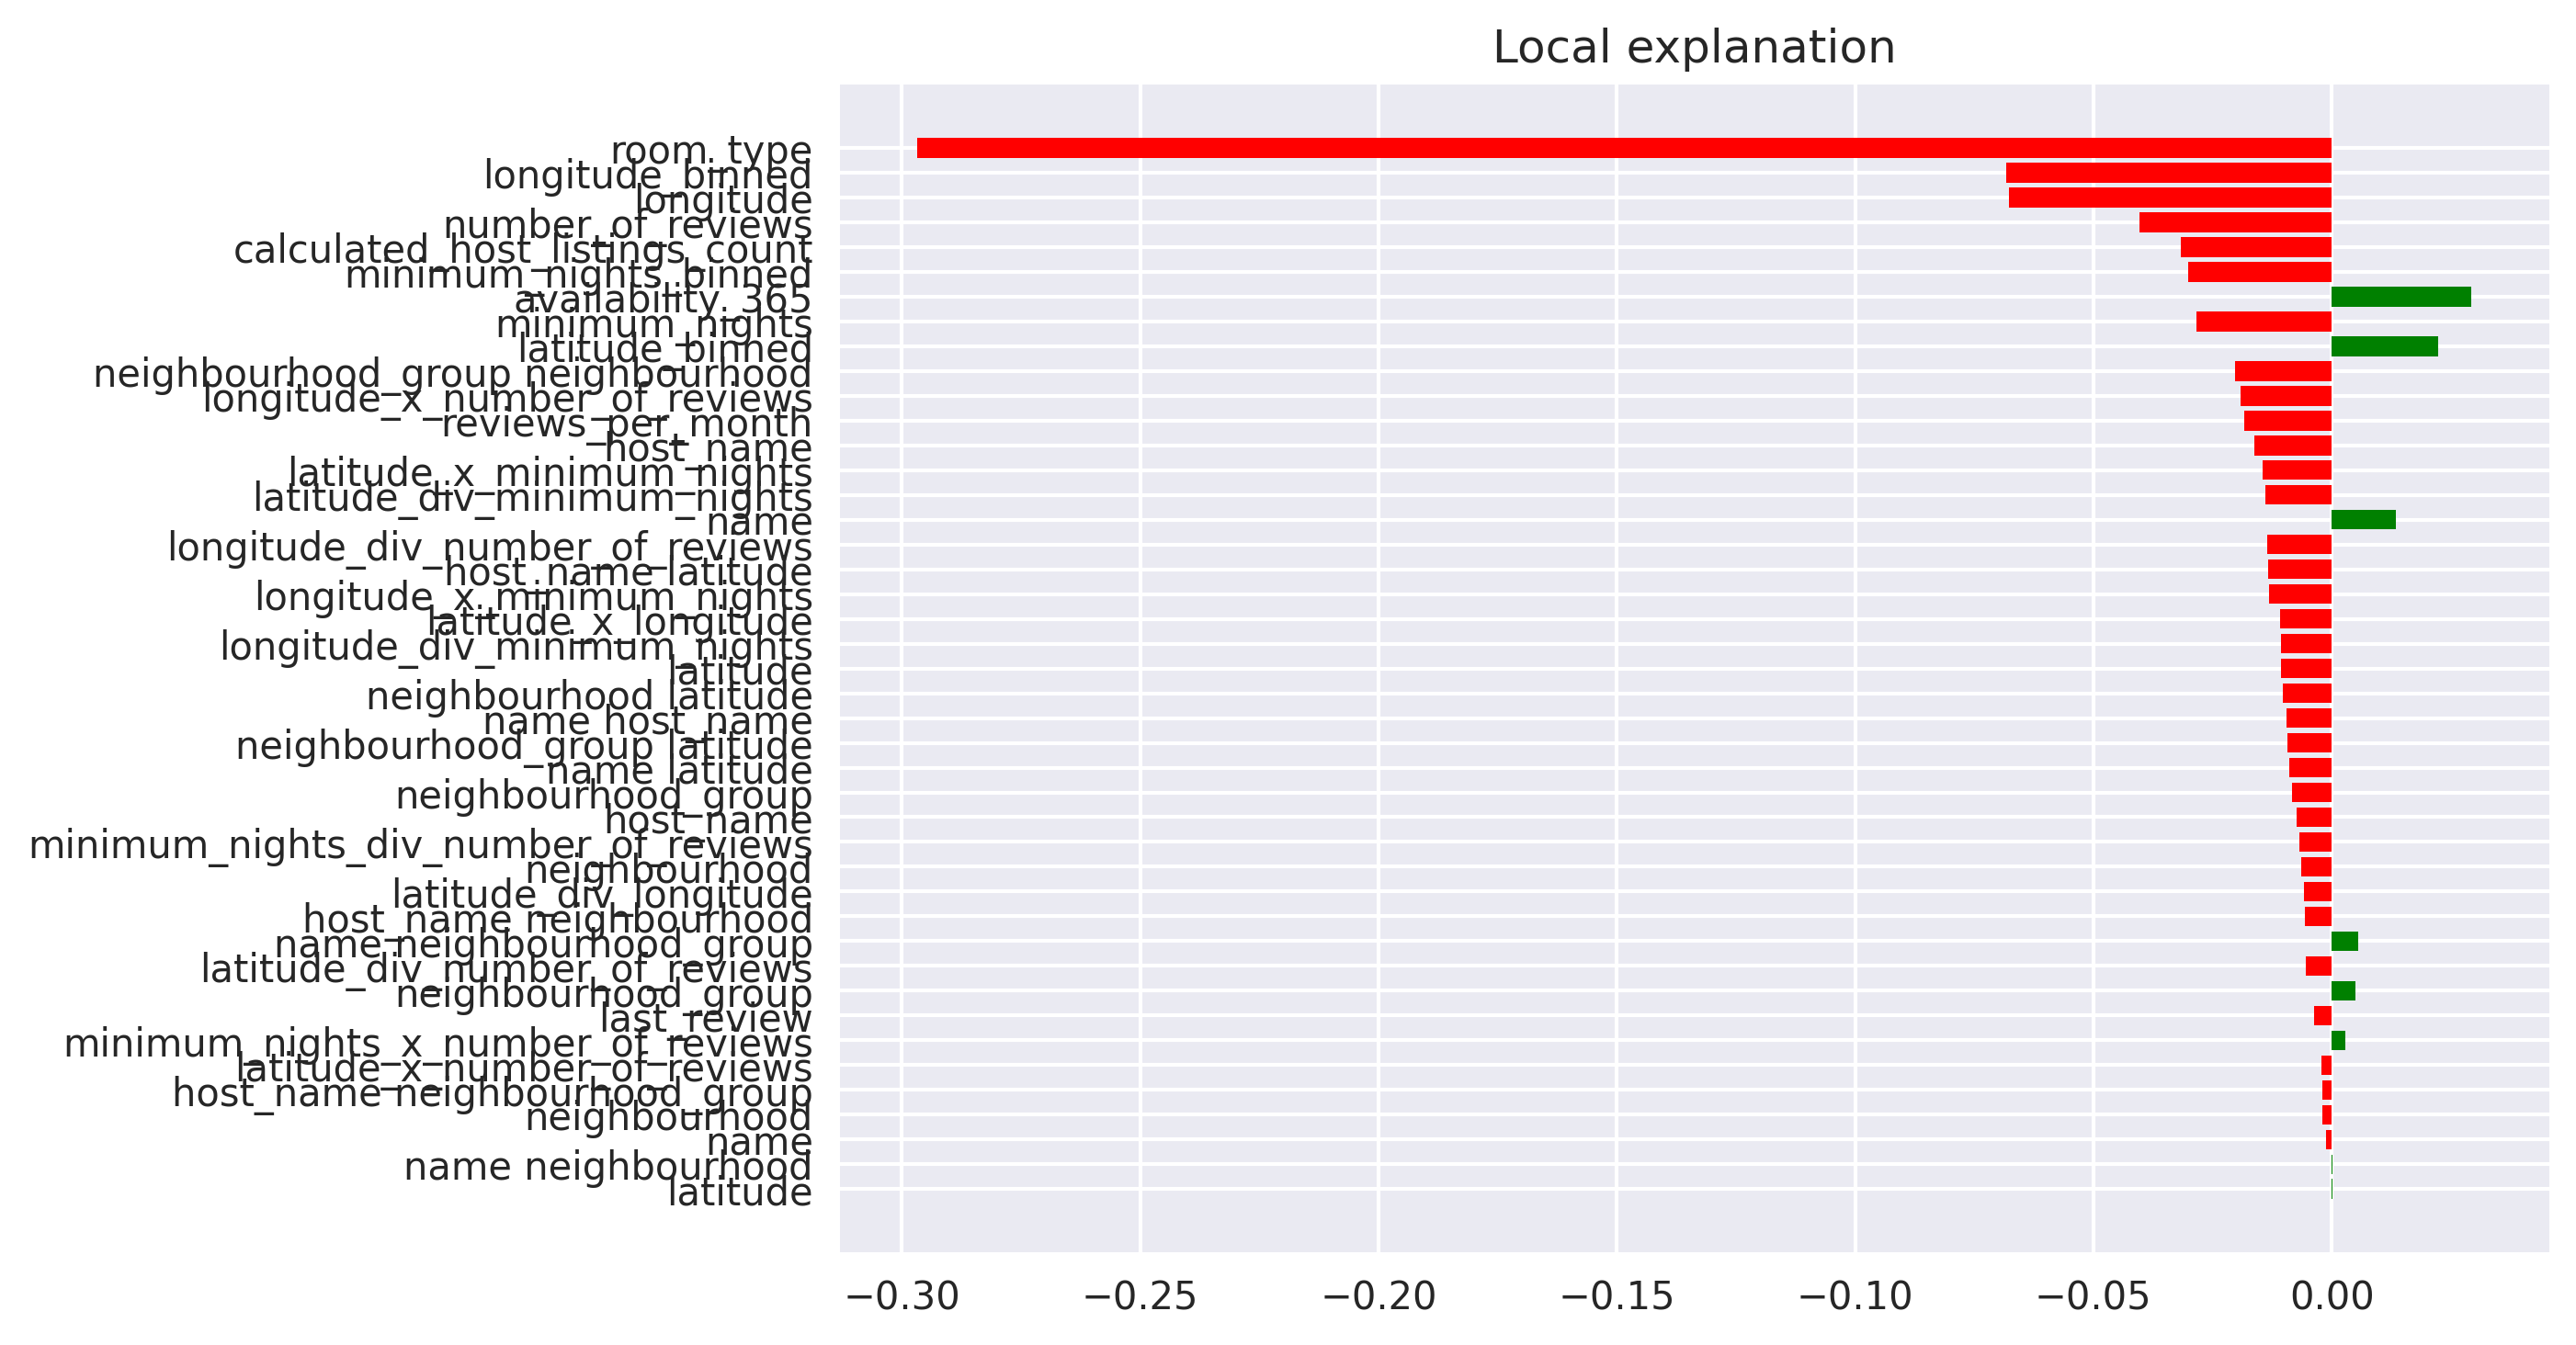 Local explanation
room_type
longitude_binned
longitude
number_of_reviews
calculated_host_listings_count
minimum_nights_binned
availability_365
minimum_nights
latitude_binned
neighbourhood_group neighbourhood
longitude_x_number_of_reviews
reviews_per_month
host_name
latitude_x_minimum_nights
latitude_div_minimum_nights
name
longitude_div_number_of_reviews
host_name latitude
longitude_x_minimum_nights
latitude_x_longitude
longitude_div_minimum_nights
latitude
neighbourhood latitude
name host_name
neighbourhood_group latitude
name latitude
neighbourhood_group
host_name
minimum_nights_div_number_of_reviews
neighbourhood
latitude_div_longitude
host_name neighbourhood
name neighbourhood_group
latitude_div_number_of_reviews
neighbourhood_group
last_review
minimum_nights_x_number_of_reviews
latitude_x_number_of_reviews
host_name neighbourhood_group
neighbourhood
name
name neighbourhood
latitude
−0.30 −0.25 −0.20 −0.15 −0.10 −0.05 0.00